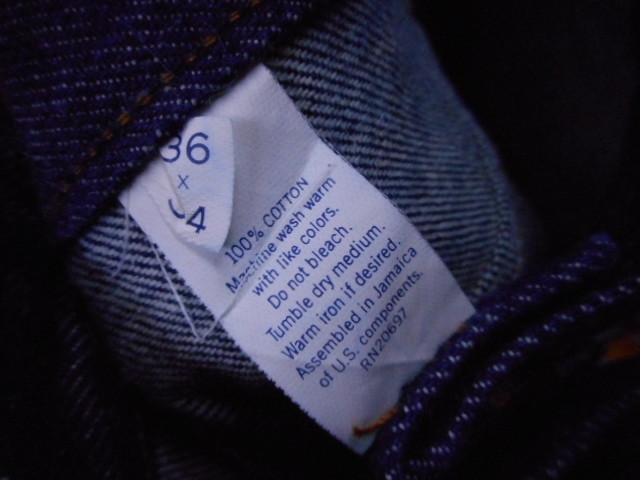 36
x
4
100% COTTON
Machine wash warm
with like colors.
Do not bleach.
Tumble dry medium.
Warm iron if desired.
Assembled in Jamaica
of U.S. components.
RN20697